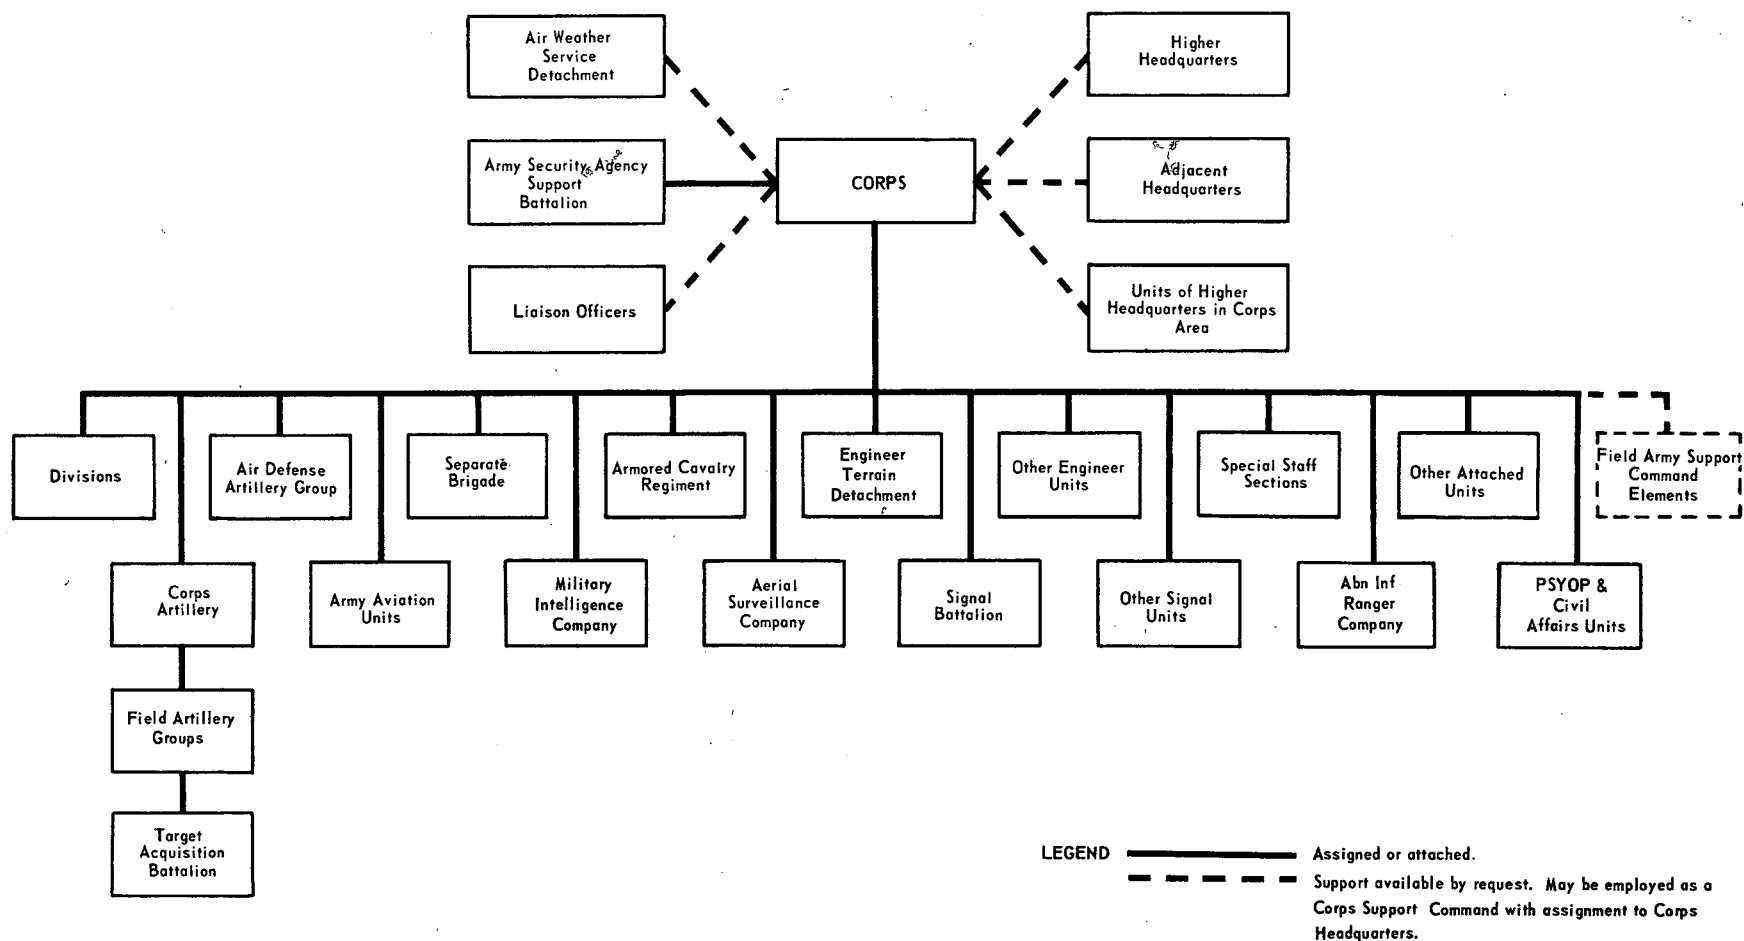 Air Weather
Service
Detachment
Higher
Headquarters
Army Security Agency
Support
Battalion
CORPS
Adjacent
Headquarters
Liaison Officers
Units of Higher
Headquarters in Corps
Area
Divisions
Air Defense
Artillery Group
Separate
Brigade
Armored Cavalry
Regiment
Engineer
Terrain
Detachment
Other Engineer
Units
Special Staff
Sections
Other Attached
Units
Field Army Support
Command
Elements
Corps
Artillery
Army Aviation
Units
Military
Intelligence
Company
Aerial
Surveillance
Company
Signal
Battalion
Other Signal
Units
Abn Inf
Ranger
Company
PSYOP &
Civil
Affairs Units
Field Artillery
Groups
Target
Acquisition
Battalion
LEGEND
Assigned or attached.
Support available by request. May be employed as a
Corps Support Command with assignment to Corps
Headquarters.